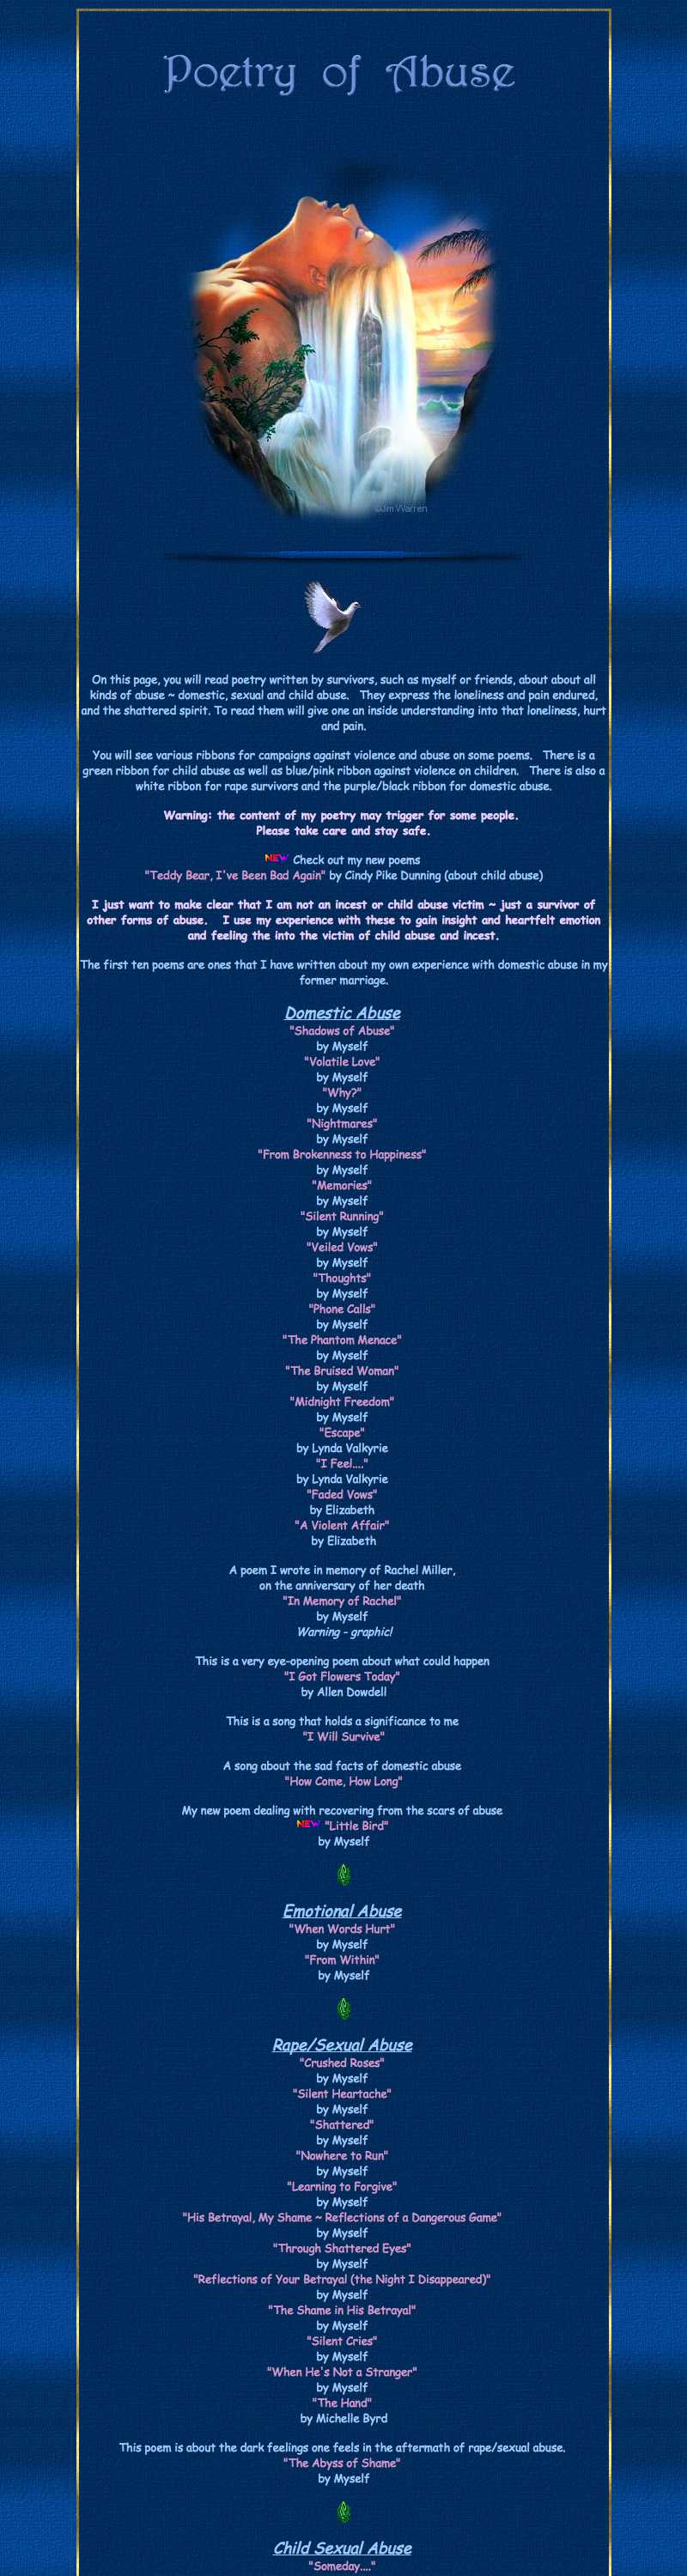 Poetry of Abuse
©Jim Warren
On this page, you will read poetry written by survivors, such as myself or friends, about about all
kinds of abuse ~ domestic, sexual and child abuse. They express the loneliness and pain endured,
and the shattered spirit. To read them will give one an inside understanding into that loneliness, hurt
and pain.
You will see various ribbons for campaigns against violence and abuse on some poems. There is a
green ribbon for child abuse as well as blue/pink ribbon against violence on children. There is also a
white ribbon for rape survivors and the purple/black ribbon for domestic abuse.
Warning: the content of my poetry may trigger for some people.
Please take care and stay safe.
NEW Check out my new poems
"Teddy Bear, I've Been Bad Again" by Cindy Pike Dunning (about child abuse)
I just want to make clear that I am not an incest or child abuse victim ~ just a survivor of
other forms of abuse. I use my experience with these to gain insight and heartfelt emotion
and feeling the into the victim of child abuse and incest.
The first ten poems are ones that I have written about my own experience with domestic abuse in my
former marriage.
Domestic Abuse
"Shadows of Abuse"
by Myself
"Volatile Love"
by Myself
"Why?"
by Myself
"Nightmares"
by Myself
"From Brokenness to Happiness"
by Myself
"Memories"
by Myself
"Silent Running"
by Myself
"Veiled Vows"
by Myself
"Thoughts"
by Myself
"Phone Calls"
by Myself
"The Phantom Menace"
by Myself
"The Bruised Woman"
by Myself
"Midnight Freedom"
by Myself
"Escape"
by Lynda Valkyrie
"I Feel...."
by Lynda Valkyrie
"Faded Vows"
by Elizabeth
"A Violent Affair"
by Elizabeth
A poem I wrote in memory of Rachel Miller,
on the anniversary of her death
"In Memory of Rachel"
by Myself
Warning - graphic!
This is a very eye-opening poem about what could happen
"I Got Flowers Today"
by Allen Dowdell
This is a song that holds a significance to me
"I Will Survive"
A song about the sad facts of domestic abuse
"How Come, How Long"
My new poem dealing with recovering from the scars of abuse
NEW "Little Bird"
by Myself
Emotional Abuse
"When Words Hurt"
by Myself
"From Within"
by Myself
Rape/Sexual Abuse
"Crushed Roses"
by Myself
"Silent Heartache"
by Myself
"Shattered"
by Myself
"Nowhere to Run"
by Myself
"Learning to Forgive"
by Myself
"His Betrayal, My Shame ~ Reflections of a Dangerous Game"
by Myself
"Through Shattered Eyes"
by Myself
"Reflections of Your Betrayal (the Night I Disappeared)"
by Myself
"The Shame in His Betrayal"
by Myself
"Silent Cries"
by Myself
"When He's Not a Stranger"
by Myself
"The Hand"
by Michelle Byrd
This poem is about the dark feelings one feels in the aftermath of rape/sexual abuse.
"The Abyss of Shame"
by Myself
Child Sexual Abuse
"Someday...."